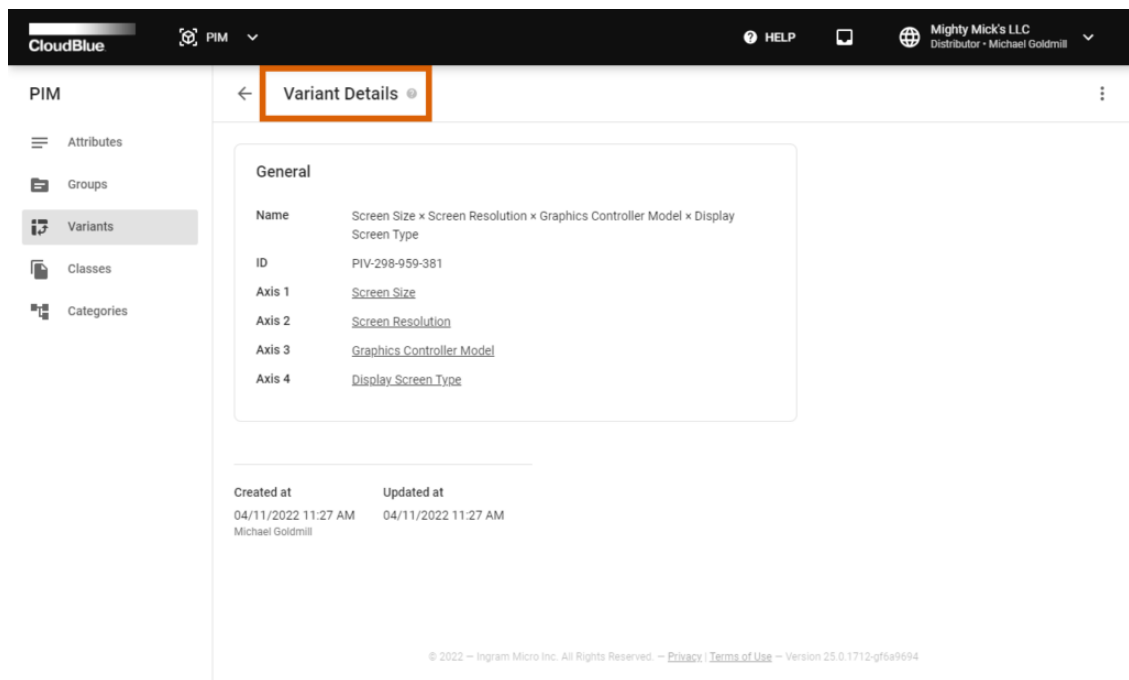 CloudBlue
PIM
HELP
Mighty Mick's LLC
Distributor • Michael Goldmill
PIM
Variant Details
Attributes
Groups
Variants
Classes
Categories
General
Name Screen Size × Screen Resolution × Graphics Controller Model × Display
Screen Type
ID PIV-298-959-381
Axis 1 Screen Size
Axis 2 Screen Resolution
Axis 3 Graphics Controller Model
Axis 4 Display Screen Type
Created at Updated at
04/11/2022 11:27 AM 04/11/2022 11:27 AM
Michael Goldmill
© 2022 — Ingram Micro Inc. All Rights Reserved. — Privacy | Terms of Use — Version 25.0.1712-gf6a9694